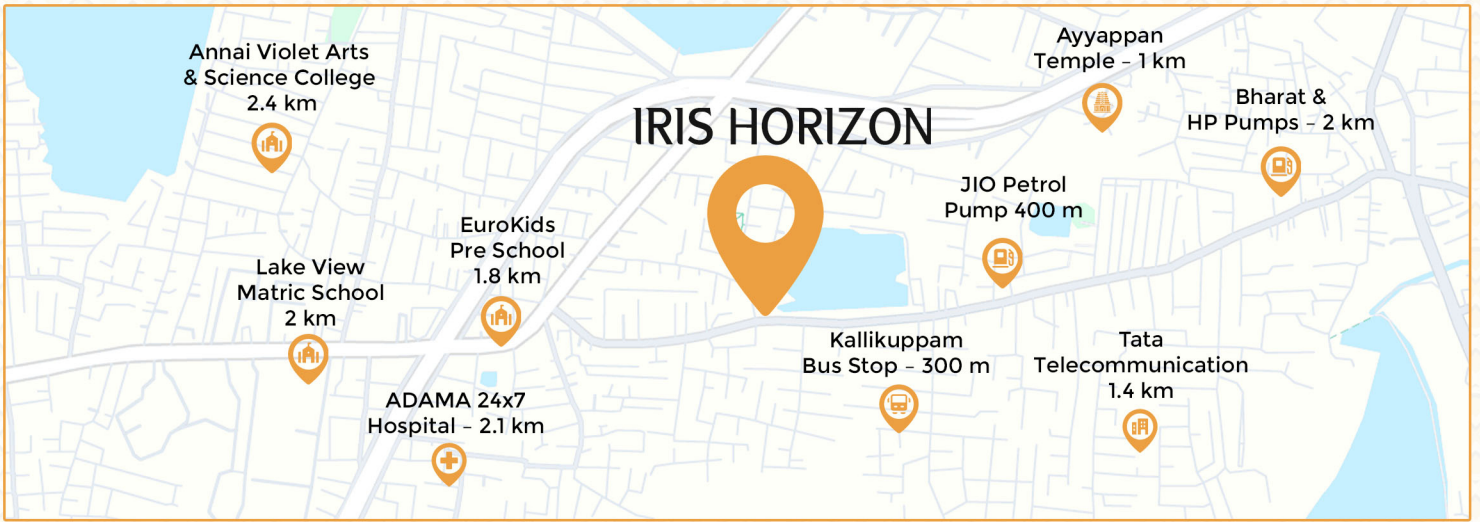 Annai Violet Arts
& Science College
2.4 km
Ayyappan
Temple – 1 km
Bharat &
HP Pumps – 2 km
IRIS HORIZON
JIO Petrol
Pump 400 m
EuroKids
Pre School
1.8 km
Lake View
Matric School
2 km
Kallikuppam
Bus Stop – 300 m
Tata
Telecommunication
1.4 km
ADAMA 24x7
Hospital – 2.1 km